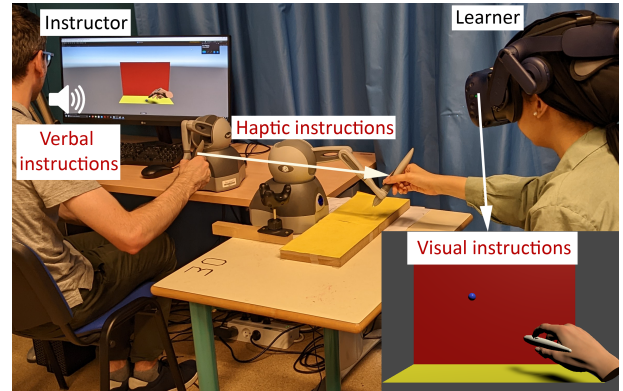 Instructor
Learner
Verbal
instructions
Haptic instructions
Visual instructions
30